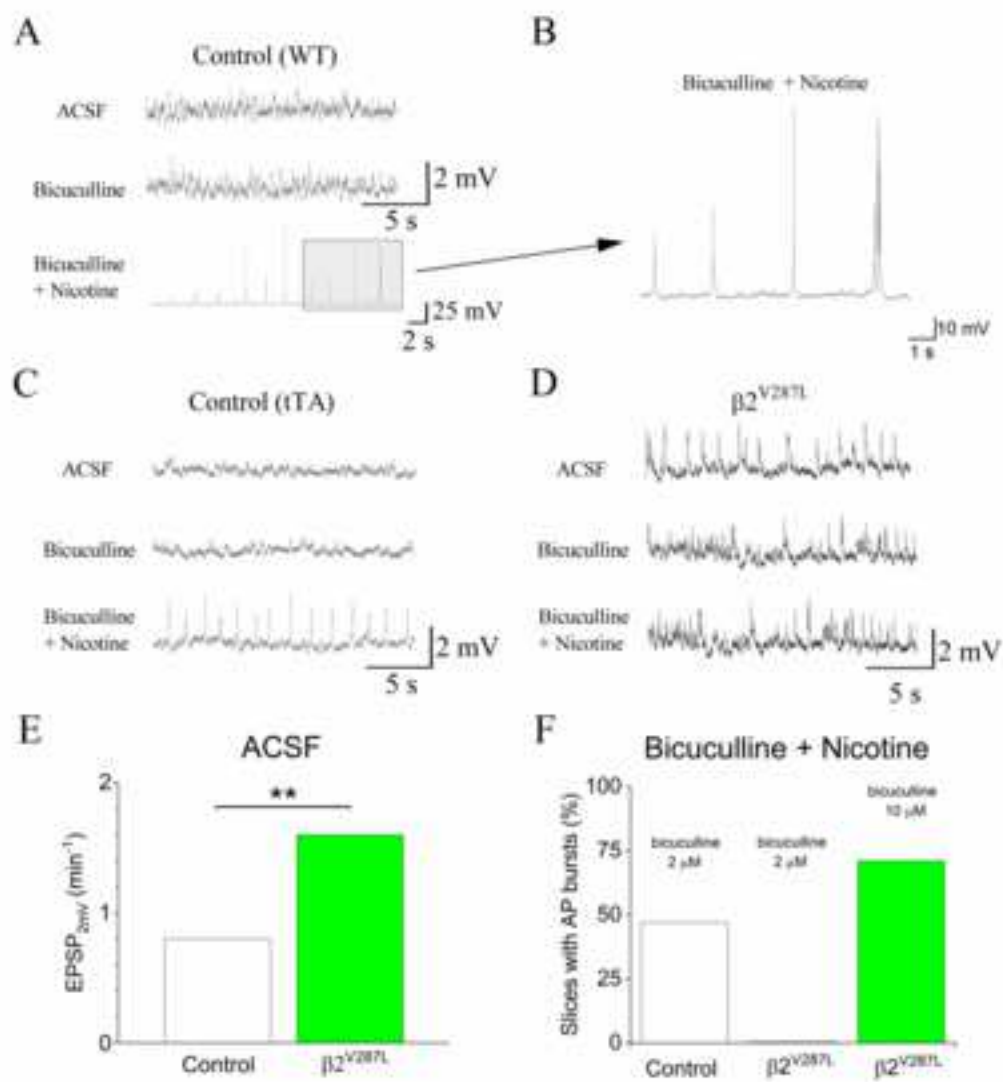 A
Control (WT)
ACSF
Bicuculline
2 mV
5 s
Bicuculline
+ Nicotine
25 mV
2 s
B
Bicuculline + Nicotine
10 mV
1 s
C
Control (tTA)
ACSF
Bicuculline
Bicuculline
+ Nicotine
2 mV
5 s
D
β2V287L
ACSF
Bicuculline
Bicuculline
+ Nicotine
2 mV
5 s
E
ACSF
EPSP2mV (min-1)
2
**
1
0
Control
β2V287L
F
Bicuculline + Nicotine
Slices with AP bursts (%)
100
75
50
25
0
bicuculline
2 μM
bicuculline
2 μM
bicuculline
10 μM
Control
β2V287L
β2V287L